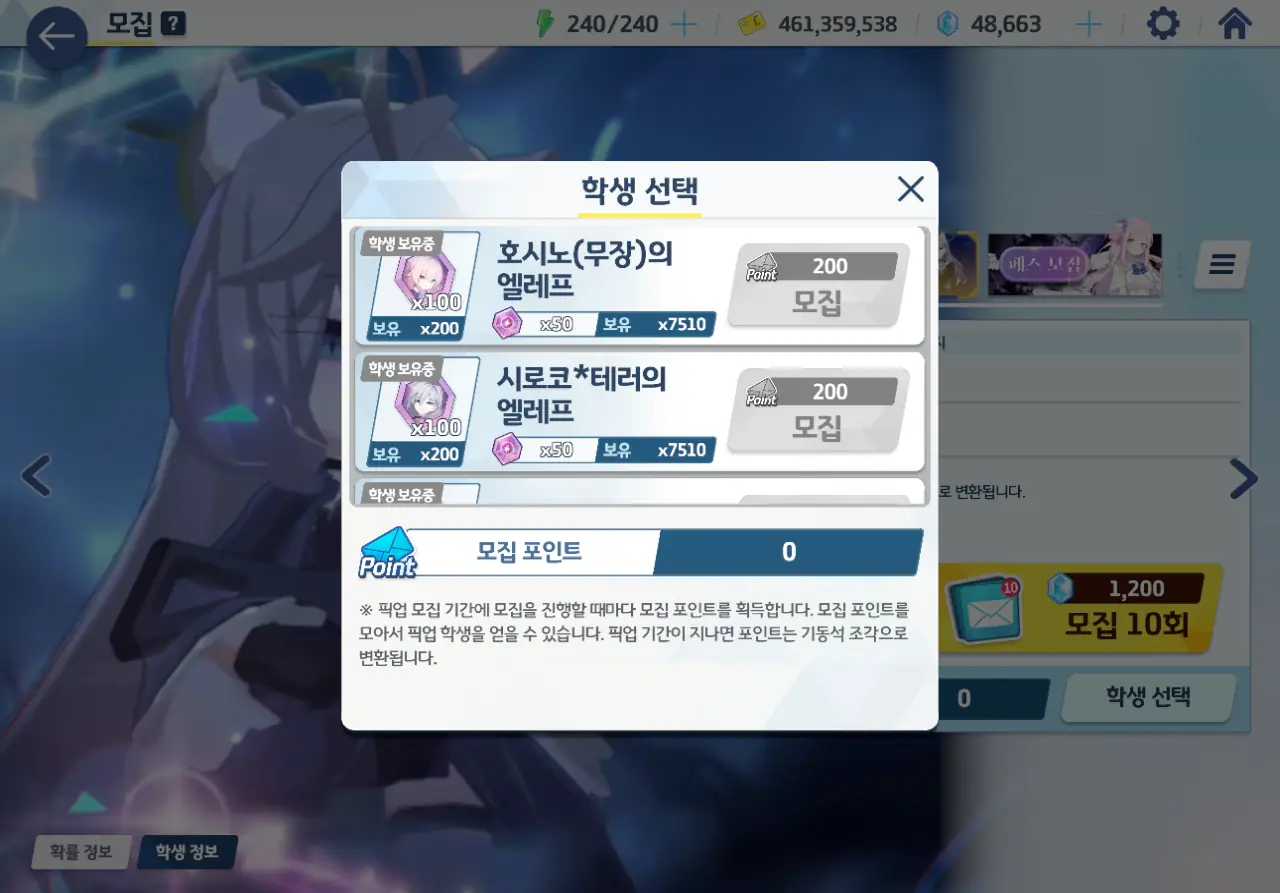 모집 ?
240/240
461,359,538
48,663
학생 선택
학생 보유중
x100
보유 x200
호시노(무장)의
엘레프
x50 보유 x7510
Point 200
모집
학생 보유중
x100
보유 x200
시로코*테러의
엘레프
x50 보유 x7510
Point 200
모집
학생 보유중
페스 모집
로 변환됩니다.
Point 모집 포인트 0
※ 픽업 모집 기간에 모집을 진행할 때마다 모집 포인트를 획득합니다. 모집 포인트를
모아서 픽업 학생을 얻을 수 있습니다. 픽업 기간이 지나면 포인트는 기동석 조각으로
변환됩니다.
10
1,200
모집 10회
0
학생 선택
확률 정보
학생 정보